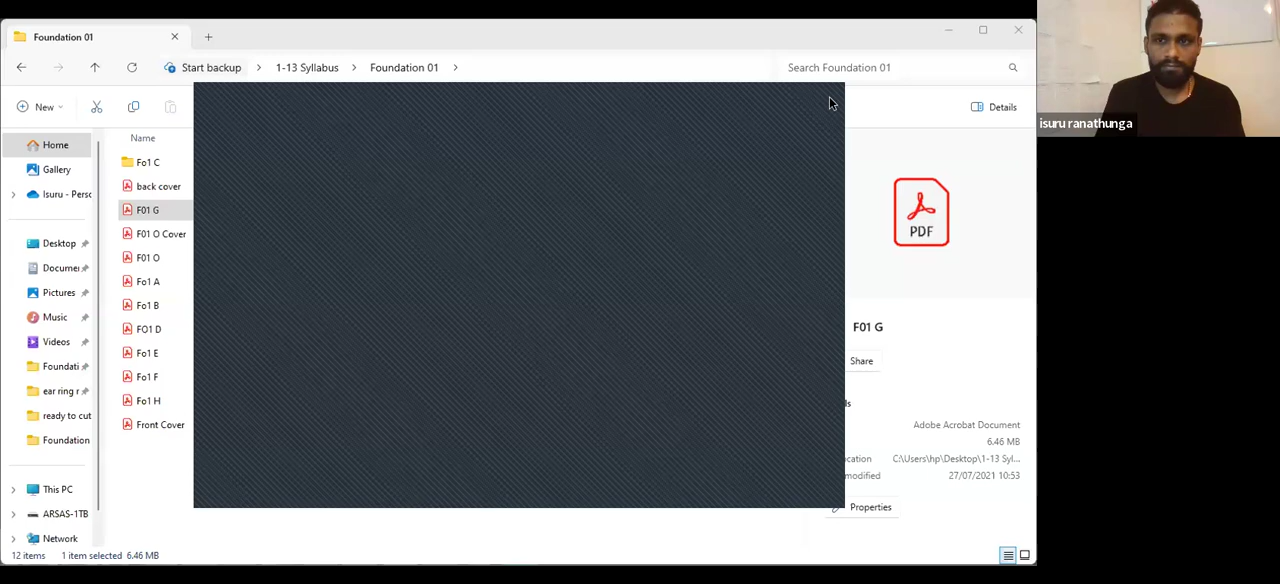 Foundation 01
Start backup > 1-13 Syllabus > Foundation 01 >
Search Foundation 01
New
Details
Home
Gallery
Isuru - Persc
Desktop
Docume
Pictures
Music
Videos
Foundati
ear ring r
ready to cut
Foundation
This PC
ARSAS-1TB
Network
Name
Fo1 C
back cover
F01 G
F01 O Cover
F01 O
Fo1 A
Fo1 B
FO1 D
Fo1 E
Fo1 F
Fo1 H
Front Cover
PDF
F01 G
Share
ls
Adobe Acrobat Document
6.46 MB
ocation C:\Users\hp\Desktop\1-13 Syl...
modified 27/07/2021 10:53
Properties
12 items 1 item selected 6.46 MB
isuru ranathunga